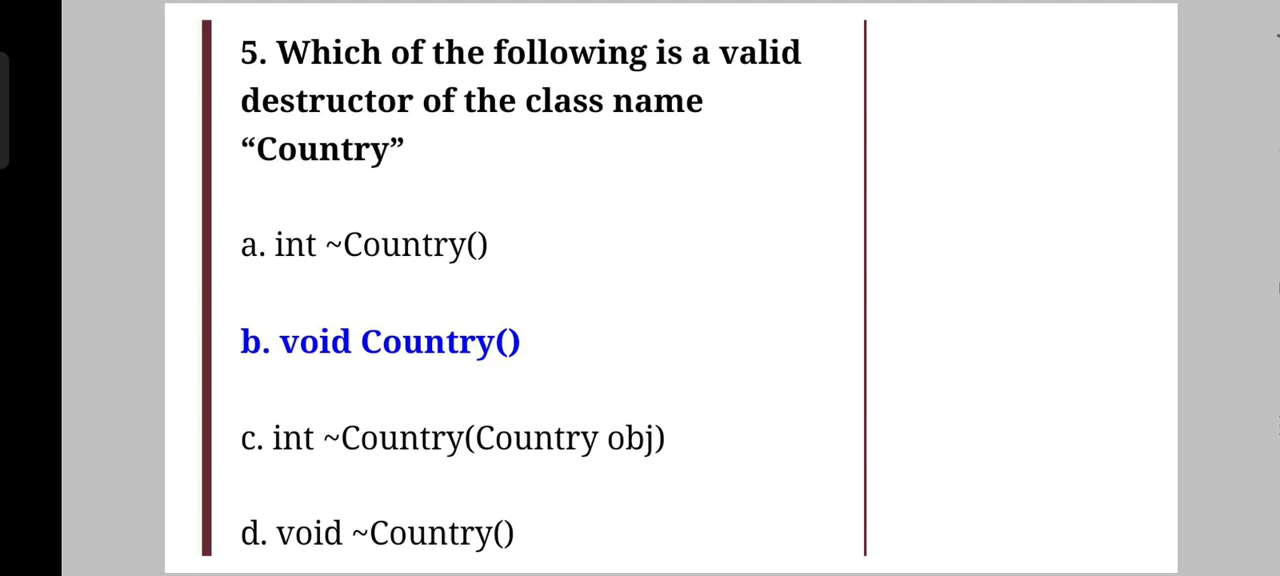 5. Which of the following is a valid
destructor of the class name
“Country”
a. int ~Country()
b. void Country()
c. int ~Country(Country obj)
d. void ~Country()